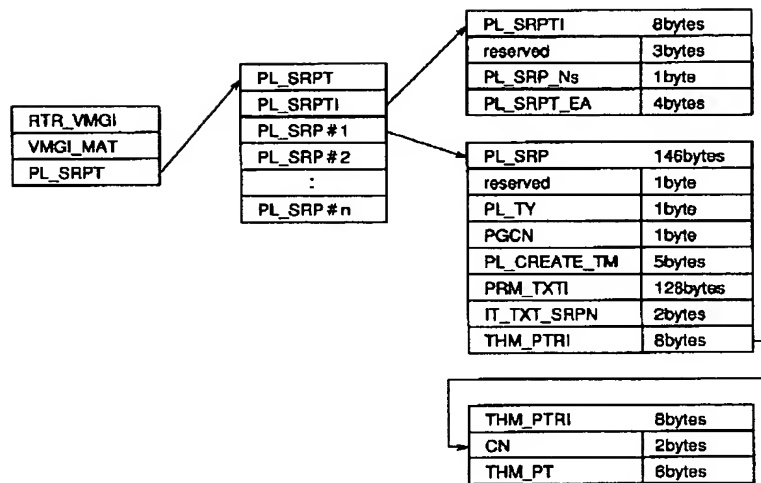 RTR_VMGI
VMGI_MAT
PL_SRPT
PL_SRPT
PL_SRPTI
PL_SRP #1
PL_SRP #2
:
PL_SRP #n
PL_SRPTI 8bytes
reserved 3bytes
PL_SRP_Ns 1byte
PL_SRPT_EA 4bytes
PL_SRP 146bytes
reserved 1byte
PL_TY 1byte
PGCN 1byte
PL_CREATE_TM 5bytes
PRM_TXTI 128bytes
IT_TXT_SRPN 2bytes
THM_PTRI 8bytes
THM_PTRI 8bytes
CN 2bytes
THM_PT 6bytes